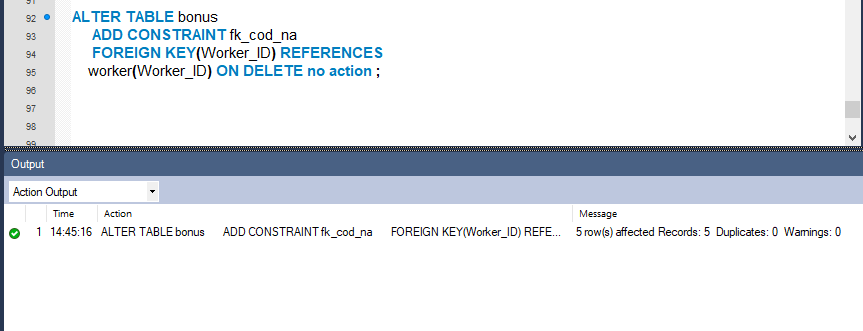 91
92 ALTER TABLE bonus
93 ADD CONSTRAINT fk_cod_na
94 FOREIGN KEY(Worker_ID) REFERENCES
95 worker(Worker_ID) ON DELETE no action ;
96
97
98
99
Output
Action Output
Time Action Message
1 14:45:16 ALTER TABLE bonus ADD CONSTRAINT fk_cod_na FOREIGN KEY(Worker_ID) REFE... 5 row(s) affected Records: 5 Duplicates: 0 Warnings: 0